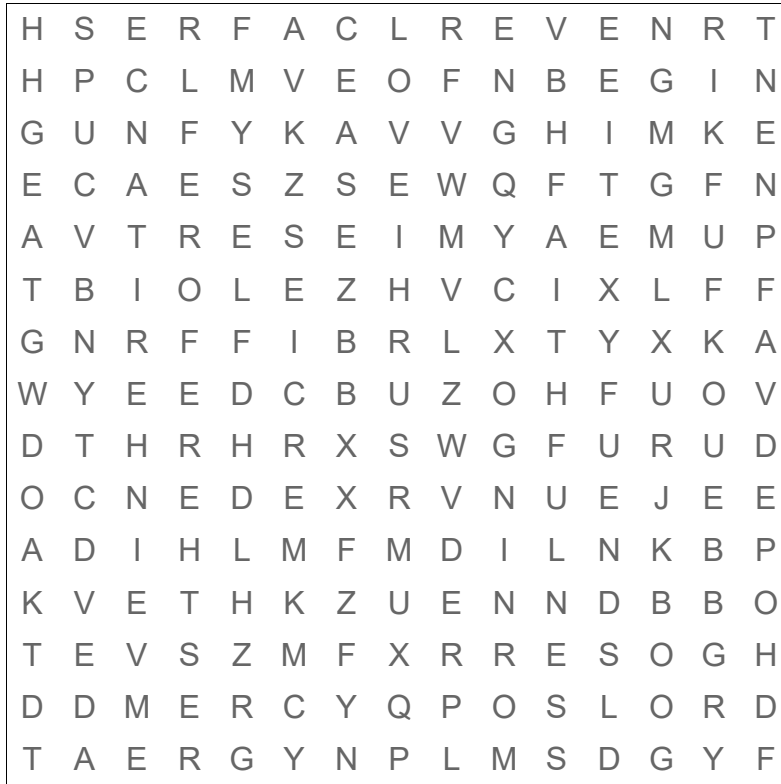 H S E R F A C L R E V E N R T
H P C L M V E O F N B E G I N
G U N F Y K A V V G H I M K E
E C A E S Z S E W Q F T G F N
A V T R E S E I M Y A E M U P
T B I O L E Z H V C I X L F F
G N R F F I B R L X T Y X K A
W Y E E D C B U Z O H F U O V
D T H R H R X S W G F U R U D
O C N E D E X R V N U E J E E
A D I H L M F M D I L N K B P
K V E T H K Z U E N N D B B O
T E V S Z M F X R R E S O G H
D D M E R C Y Q P O S L O R D
T A E R G Y N P L M S D G Y F